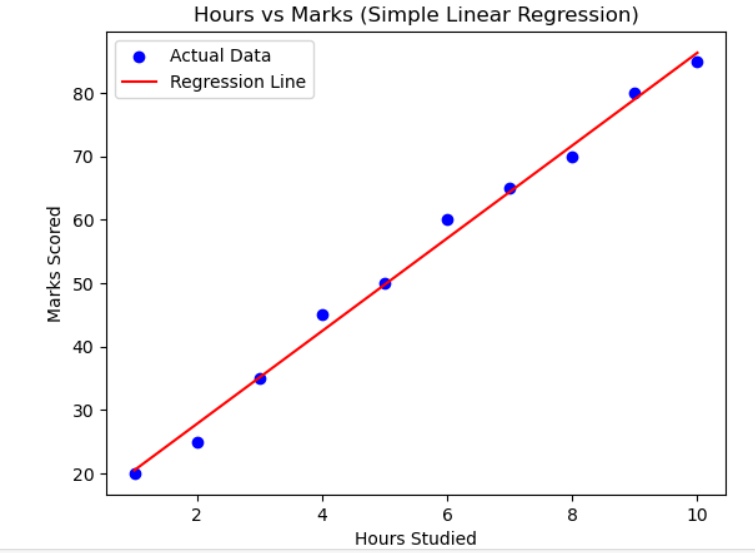 Hours vs Marks (Simple Linear Regression)
Actual Data
Regression Line
Marks Scored
80
70
60
50
40
30
20
2 4 6 8 10
Hours Studied